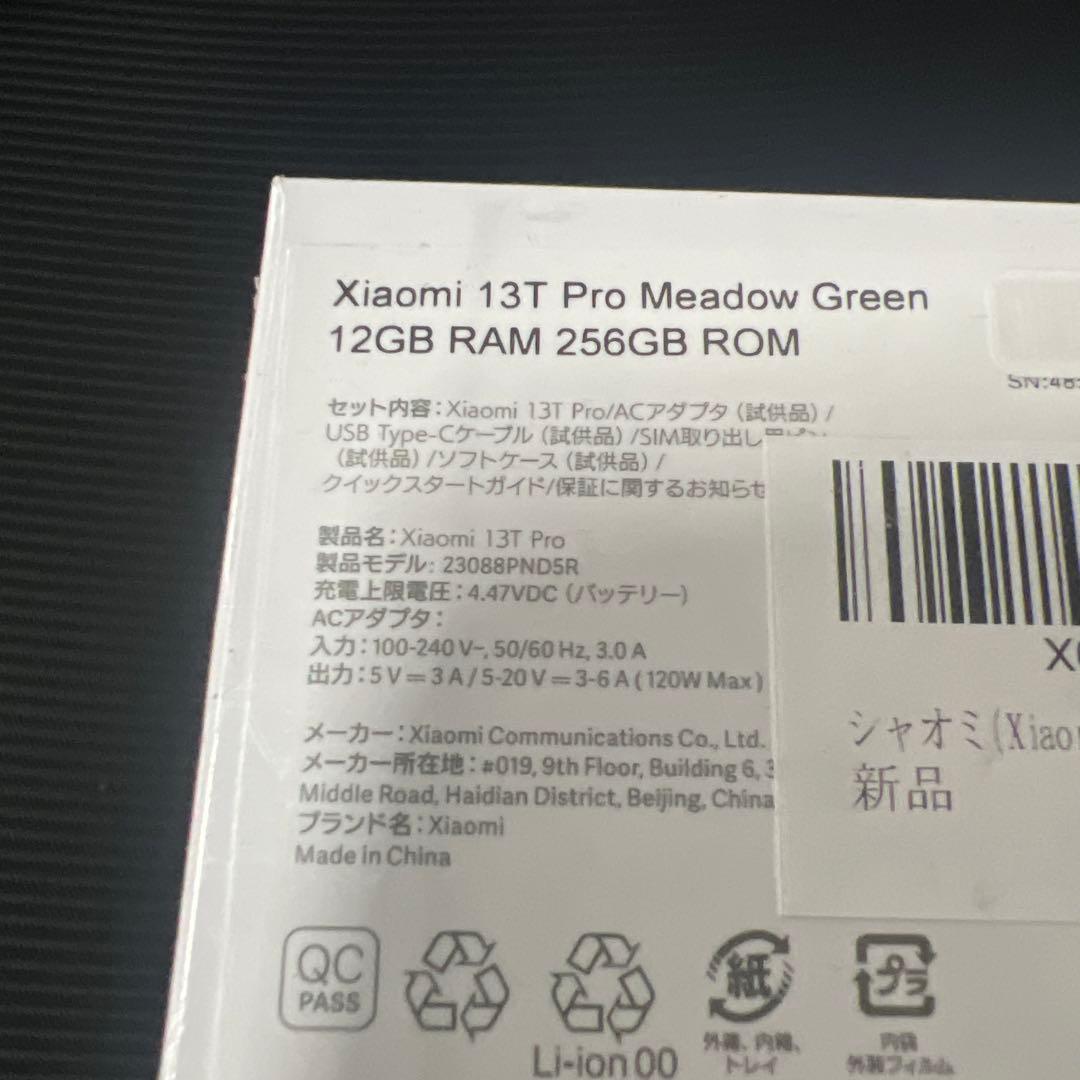 Xiaomi 13T Pro Meadow Green
12GB RAM 256GB ROM
セット内容：Xiaomi 13T Pro/ACアダプタ（試供品）/
USB Type-Cケーブル（試供品）/SIM取り出し
（試供品）/ソフトケース（試供品）/
クイックスタートガイド/保証に関するお知らせ
製品名：Xiaomi 13T Pro
製品モデル: 23088PND5R
充電上限電圧：4.47VDC（バッテリー）
ACアダプタ：
入力：100-240 V~, 50/60 Hz, 3.0 A
出力：5 V⎓3 A / 5-20 V⎓3-6 A ( 120W Max )
メーカー：Xiaomi Communications Co., Ltd.
メーカー所在地：#019, 9th Floor, Building 6, 3
Middle Road, Haidian District, Beijing, China
ブランド名：Xiaomi
Made in China
シャオミ(Xiao
新品
QC
PASS
Li-ion 00
紙
外箱、内箱、
トレイ
プラ
内袋
外装フィルム